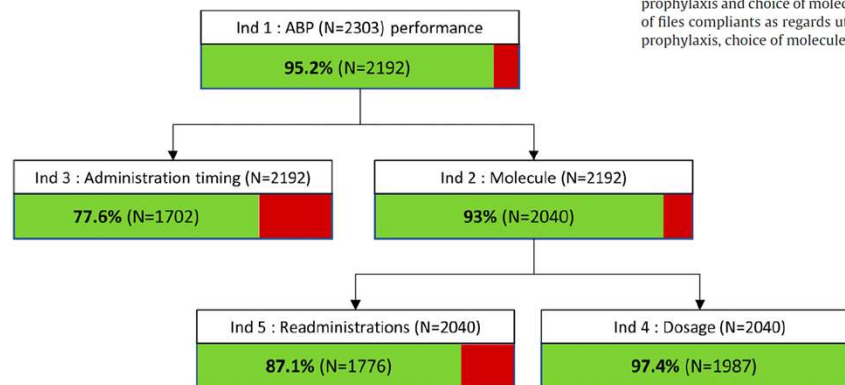 prophylaxis and choice of molec
of files compliants as regards ut
prophylaxis, choice of molecule
Ind 1 : ABP (N=2303) performance
95.2% (N=2192)
Ind 3 : Administration timing (N=2192)
77.6% (N=1702)
Ind 2 : Molecule (N=2192)
93% (N=2040)
Ind 5 : Readministrations (N=2040)
87.1% (N=1776)
Ind 4 : Dosage (N=2040)
97.4% (N=1987)